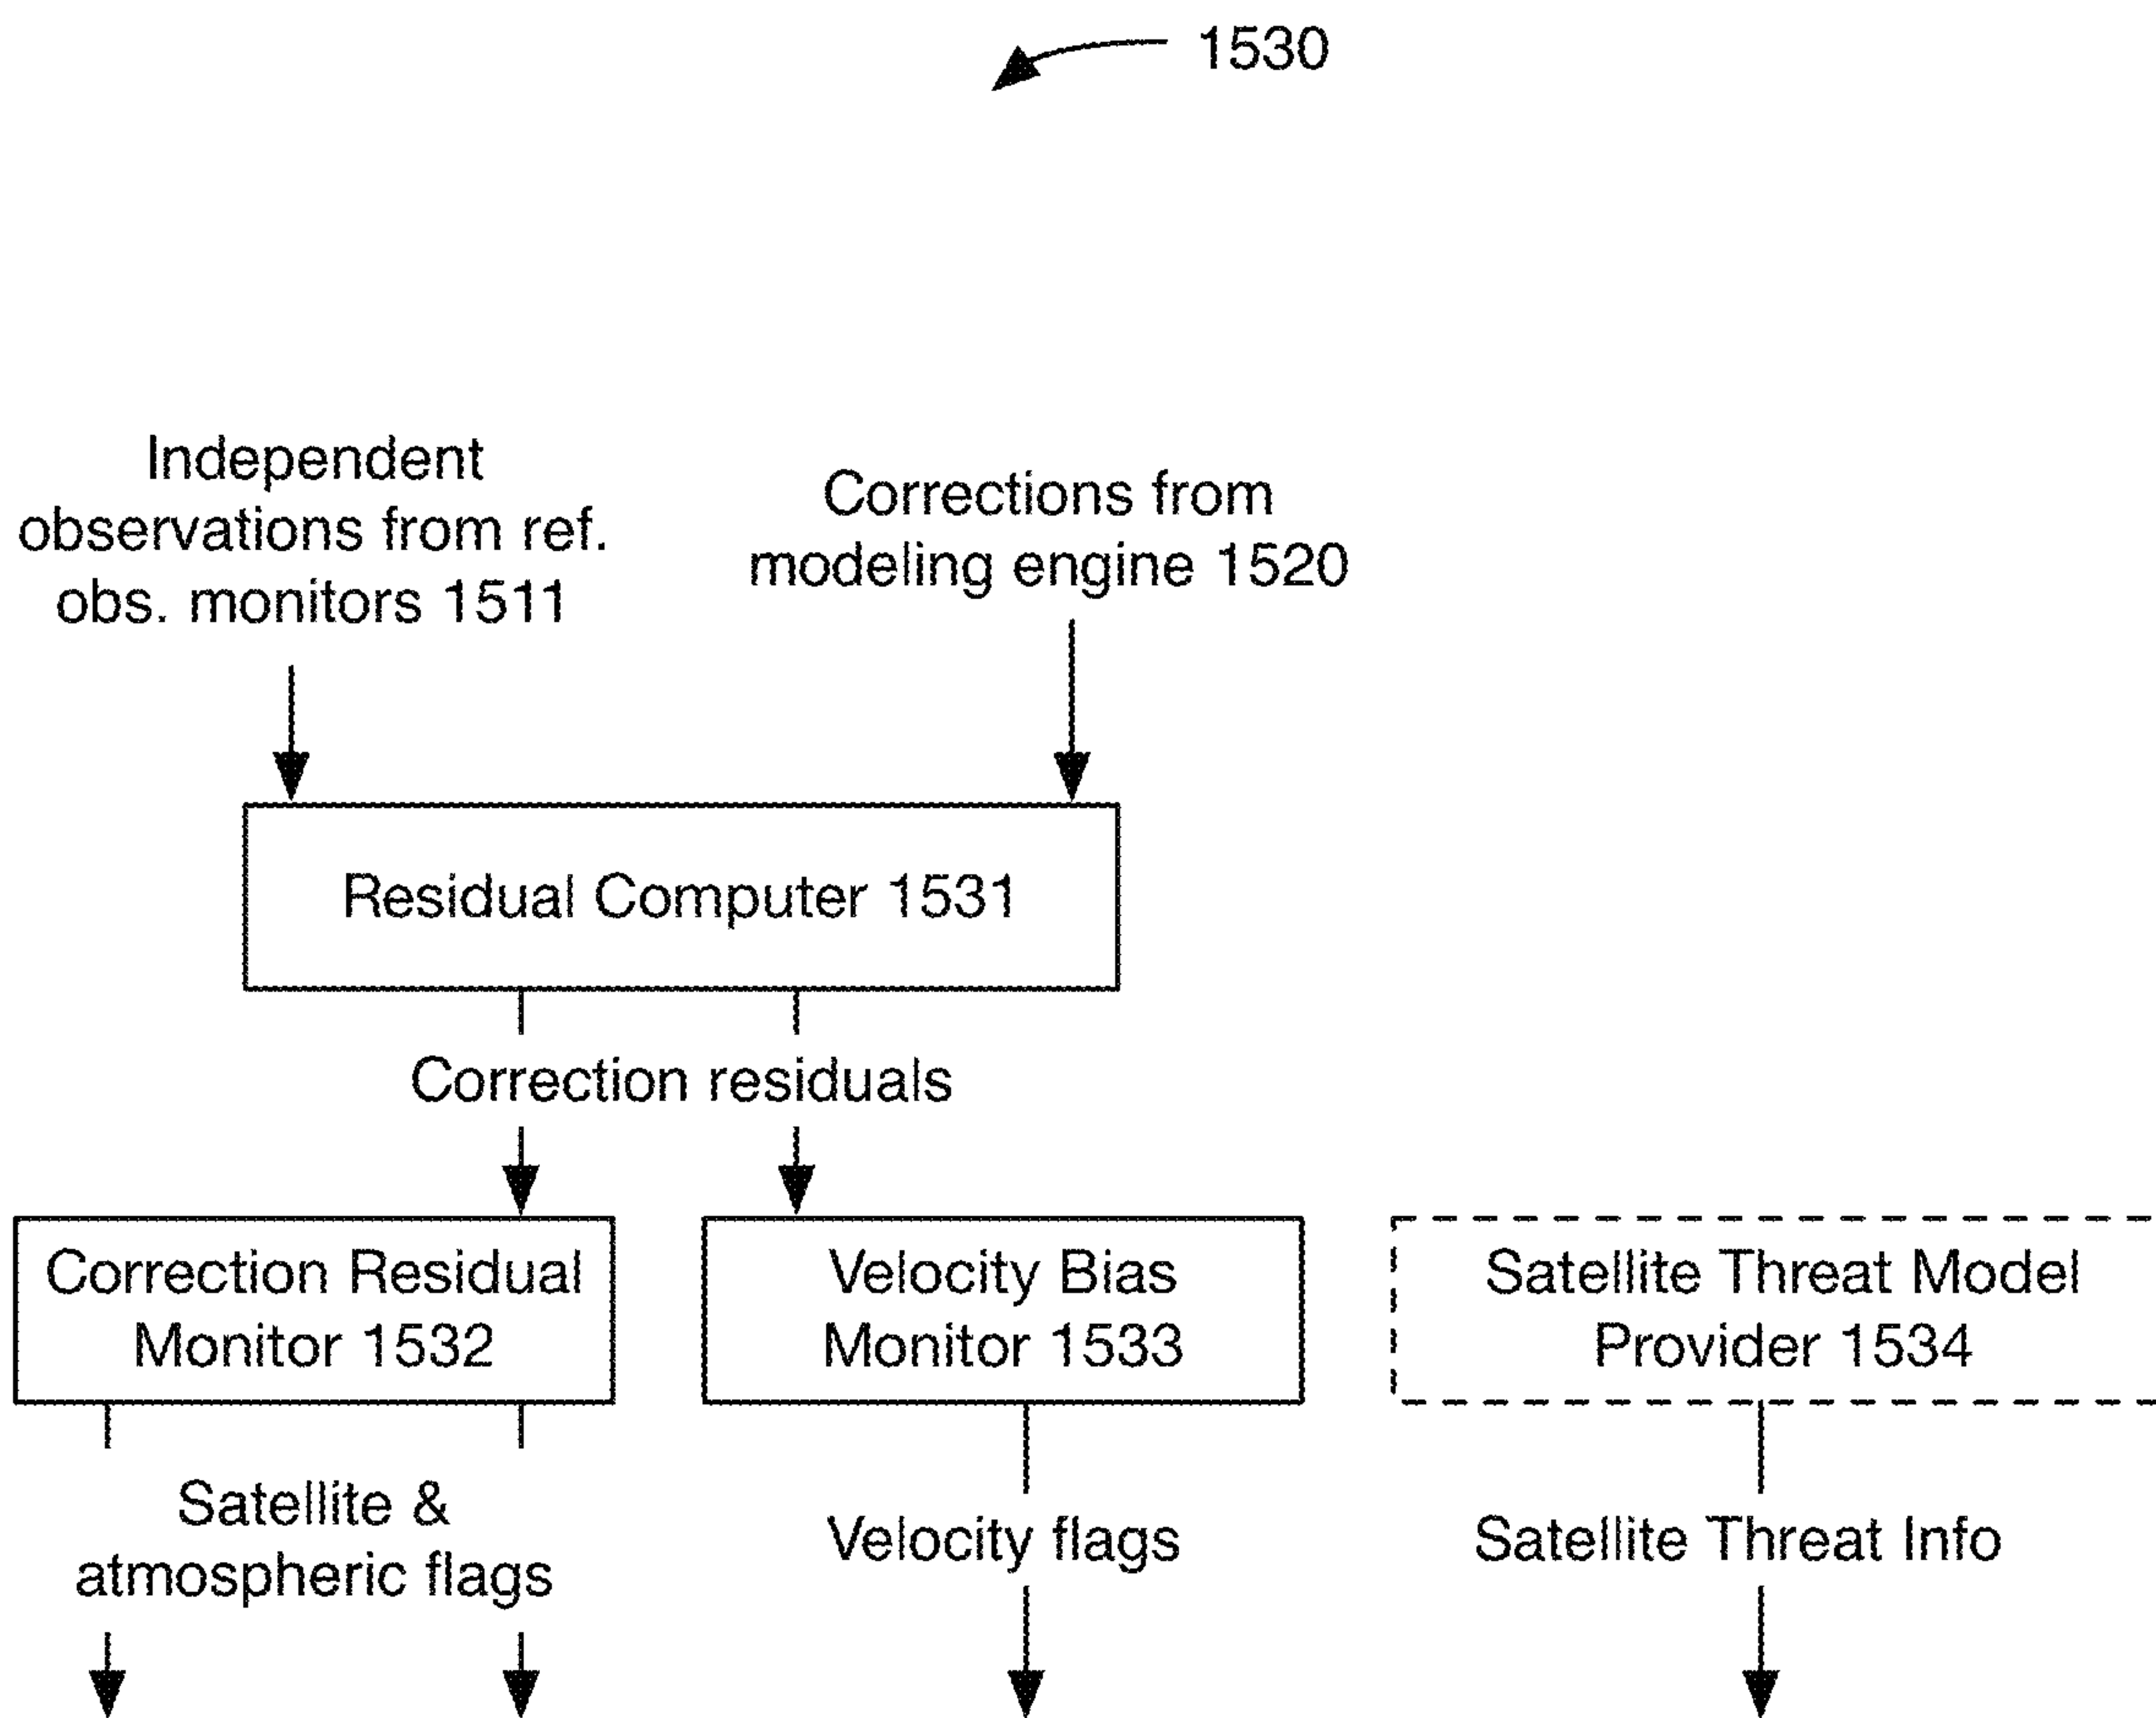 1530
Independent
observations from ref.
obs. monitors 1511
Corrections from
modeling engine 1520
Residual Computer 1531
Correction residuals
Correction Residual
Monitor 1532
Velocity Bias
Monitor 1533
Satellite Threat Model
Provider 1534
Satellite &
atmospheric flags
Velocity flags
Satellite Threat Info